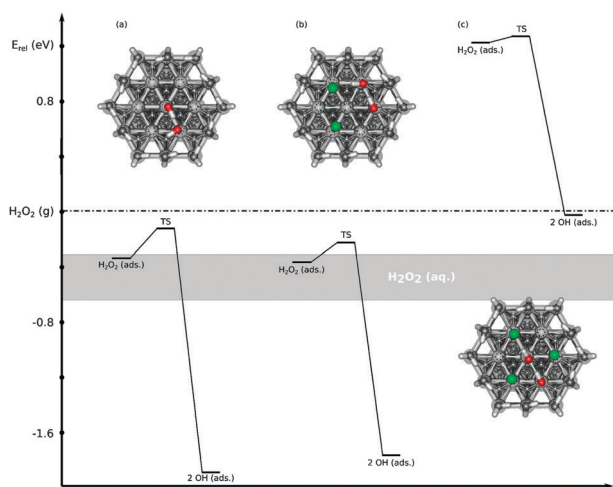 (a)
(b)
(c)
E_rel (eV)
TS
H₂O₂ (ads.)
0.8
H₂O₂ (g)
2 OH (ads.)
TS
TS
H₂O₂ (ads.)
H₂O₂ (ads.)
H₂O₂ (aq.)
-0.8
-1.6
2 OH (ads.)
2 OH (ads.)